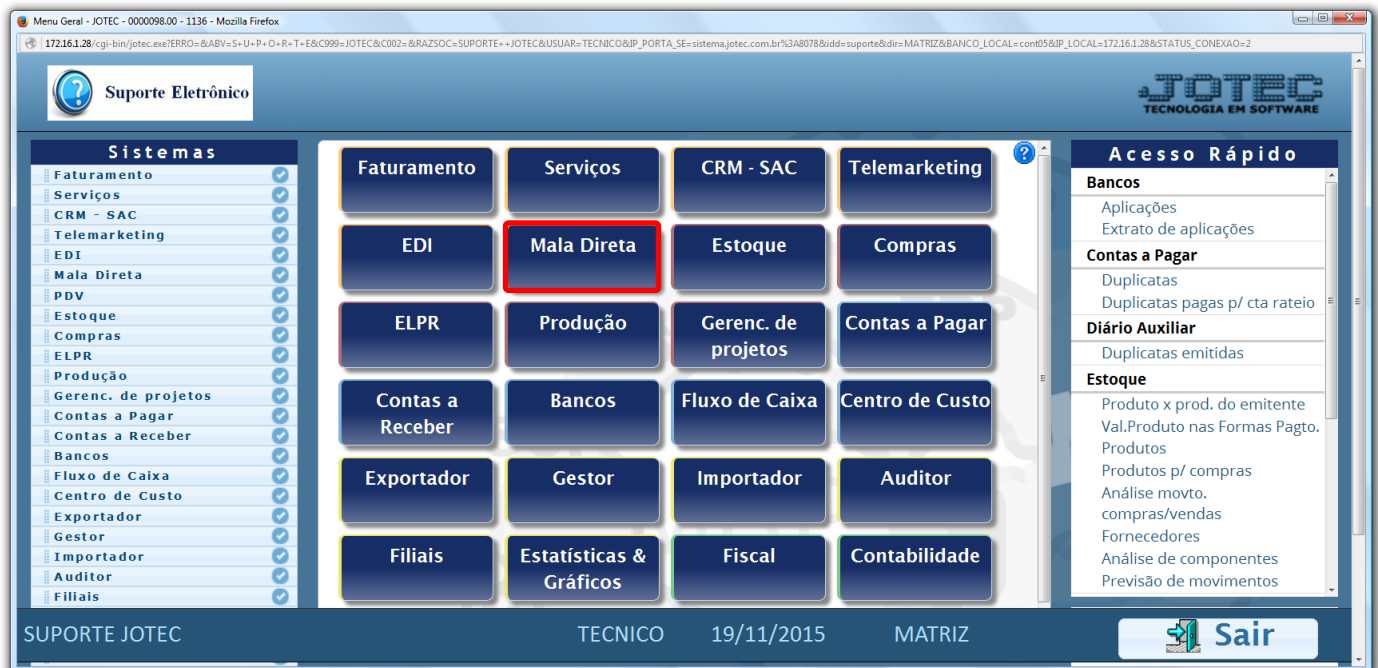 Menu Geral - JOTEC - 0000098.00 - 1136 - Mozilla Firefox
172.16.1.28/cgi-bin/jotec.exe?ERRO=&ABV=S+U+P+O+R+T+E&C999=JOTEC&C002=&RAZSOC=SUPORTE++JOTEC&USUAR=TECNICO&IP_PORTA_SE=sistema.jotec.com.br%3A8078&idd=suporte&dir=MATRIZ&BANCO_LOCAL=cont05&IP_LOCAL=172.16.1.28&STATUS_CONEXAO=2
Suporte Eletrônico
JOTEC
TECNOLOGIA EM SOFTWARE
Sistemas
Faturamento
Serviços
CRM - SAC
Telemarketing
EDI
Mala Direta
PDV
Estoque
Compras
ELPR
Produção
Gerenc. de projetos
Contas a Pagar
Contas a Receber
Bancos
Fluxo de Caixa
Centro de Custo
Exportador
Gestor
Importador
Auditor
Filiais
Faturamento
Serviços
CRM - SAC
Telemarketing
EDI
Mala Direta
Estoque
Compras
ELPR
Produção
Gerenc. de
projetos
Contas a Pagar
Contas a
Receber
Bancos
Fluxo de Caixa
Centro de Custo
Exportador
Gestor
Importador
Auditor
Filiais
Estatísticas &
Gráficos
Fiscal
Contabilidade
Acesso Rápido
Bancos
Aplicações
Extrato de aplicações
Contas a Pagar
Duplicatas
Duplicatas pagas p/ cta rateio
Diário Auxiliar
Duplicatas emitidas
Estoque
Produto x prod. do emitente
Val.Produto nas Formas Pagto.
Produtos
Produtos p/ compras
Análise movto.
compras/vendas
Fornecedores
Análise de componentes
Previsão de movimentos
SUPORTE JOTEC
TECNICO
19/11/2015
MATRIZ
Sair